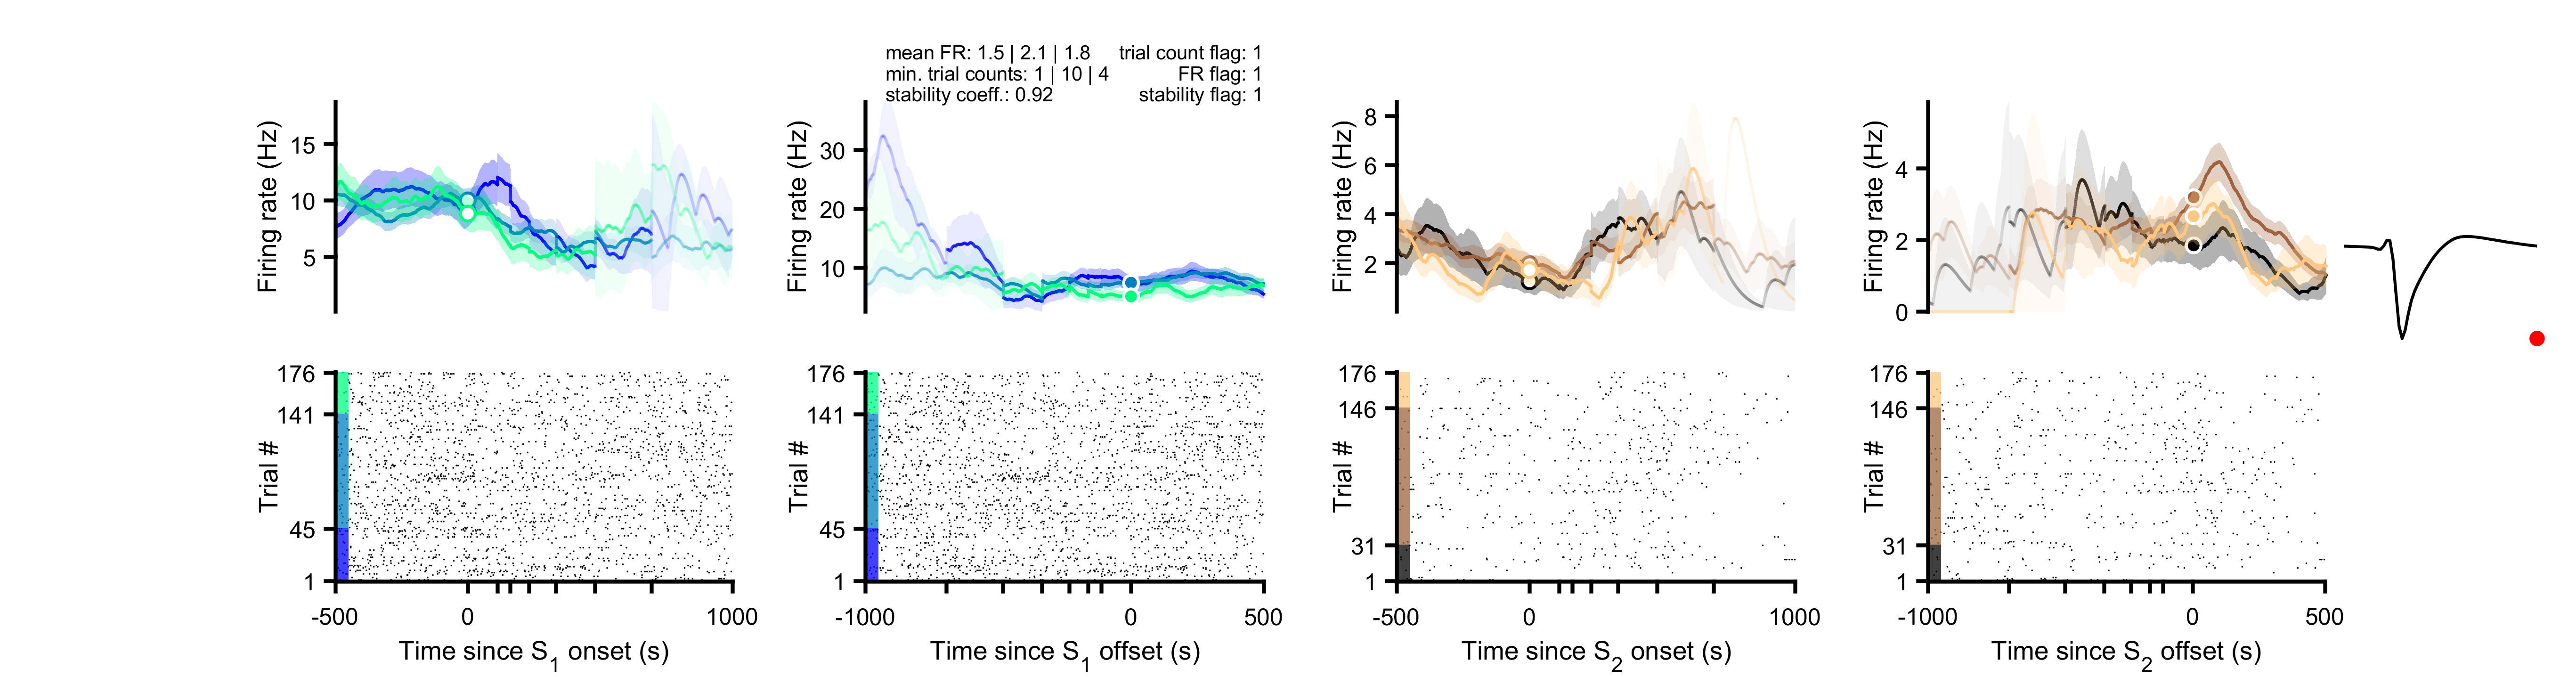 mean FR: 1.5 | 2.1 | 1.8 trial count flag: 1
min. trial counts: 1 | 10 | 4 FR flag: 1
stability coeff.: 0.92 stability flag: 1
Firing rate (Hz)
15
10
5
Firing rate (Hz)
30
20
10
Firing rate (Hz)
8
6
4
2
Firing rate (Hz)
4
2
0
Trial #
176
141
45
1
-500 0 1000
Time since S1 onset (s)
Trial #
176
141
45
1
-1000 0 500
Time since S1 offset (s)
Trial #
176
146
31
1
-500 0 1000
Time since S2 onset (s)
Trial #
176
146
31
1
-1000 0 500
Time since S2 offset (s)